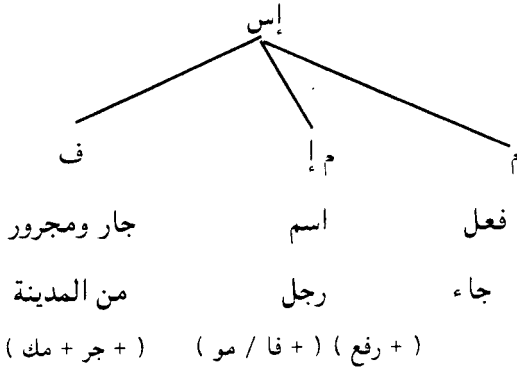 إس
م م إ ف
فعل اسم جار ومجرور
جاء رجل من المدينة
( + رفع ) ( + فا / مو ) ( + جر + مك )